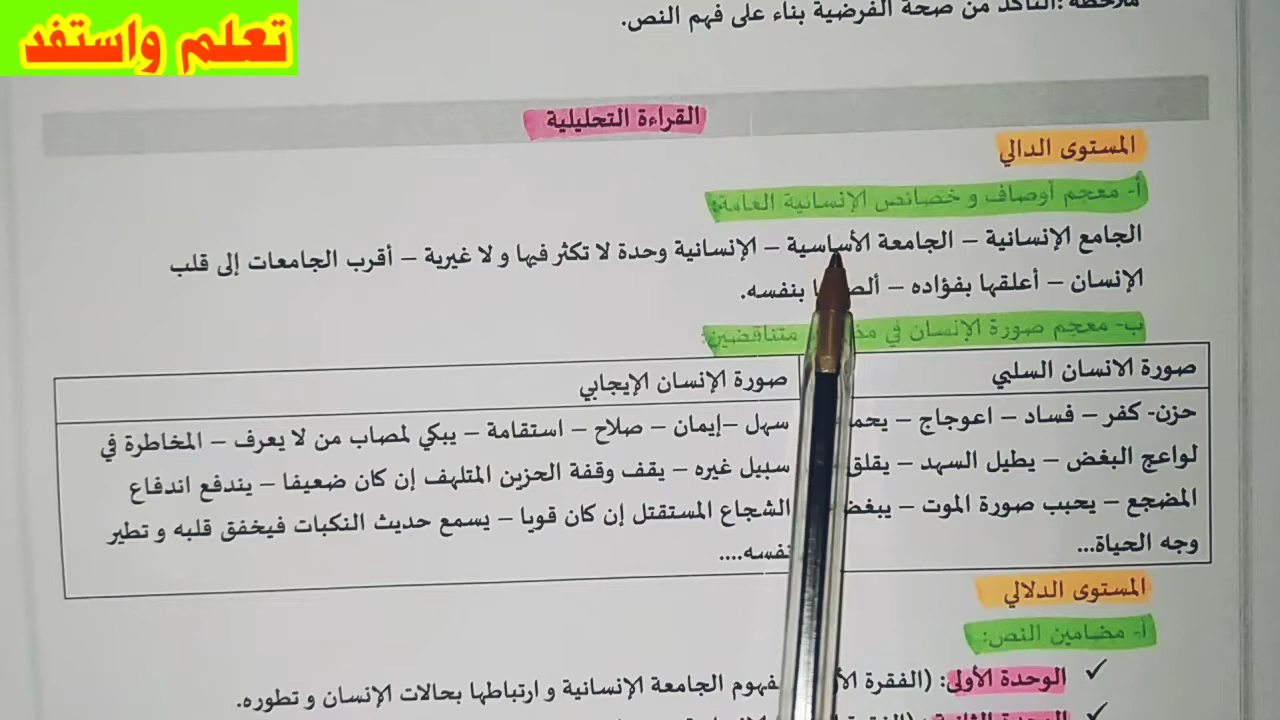 تعلم واستفد
ملاحظة :التأكد من صحة الفرضية بناء على فهم النص.
القراءة التحليلية
المستوى الدالي
أ- معجم أوصاف و خصائص الإنسانية العامة:
الجامع الإنسانية – الجامعة الأساسية – الإنسانية وحدة لا تكثر فيها و لا غيرية – أقرب الجامعات إلى قلب
الإنسان – أعلقها بفؤاده – بنفسه.
ب- معجم صورة الإنسان في متناقضين:
صورة الانسان السلبي
صورة الإنسان الإيجابي
حزن- كفر – فساد – اعوجاج –
لواعج البغض – يطيل السهد – يقلق
المضجع – يحبب صورة الموت –
وجه الحياة...
سهل –إيمان – صلاح – استقامة – يبكي لمصاب من لا يعرف – المخاطرة في
سبيل غيره – يقف وقفة الحزين المتلهف إن كان ضعيفا – يندفع اندفاع
الشجاع المستقتل إن كان قويا – يسمع حديث النكبات فيخفق قلبه و تطير
نفسه....
المستوى الدلالي
أ- مضامين النص:
✓ الوحدة الأولى: (الفقرة الجامعة الإنسانية و ارتباطها بحالات الإنسان و تطوره.
✓ الوحدة الثانية: